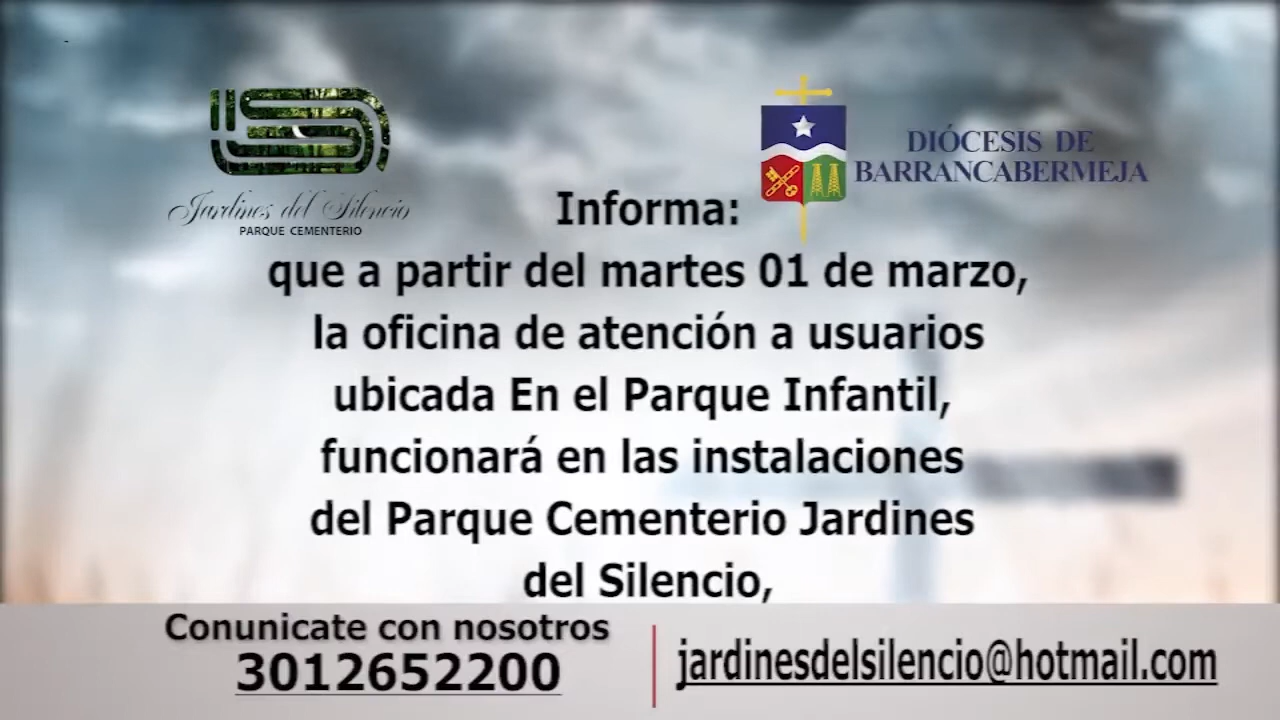 Jardines del Silencio
PARQUE CEMENTERIO
DIÓCESIS DE
BARRANCABERMEJA
Informa:
que a partir del martes 01 de marzo,
la oficina de atención a usuarios
ubicada En el Parque Infantil,
funcionará en las instalaciones
del Parque Cementerio Jardines
del Silencio,
Conunicate con nosotros
3012652200
jardinesdelsilencio@hotmail.com